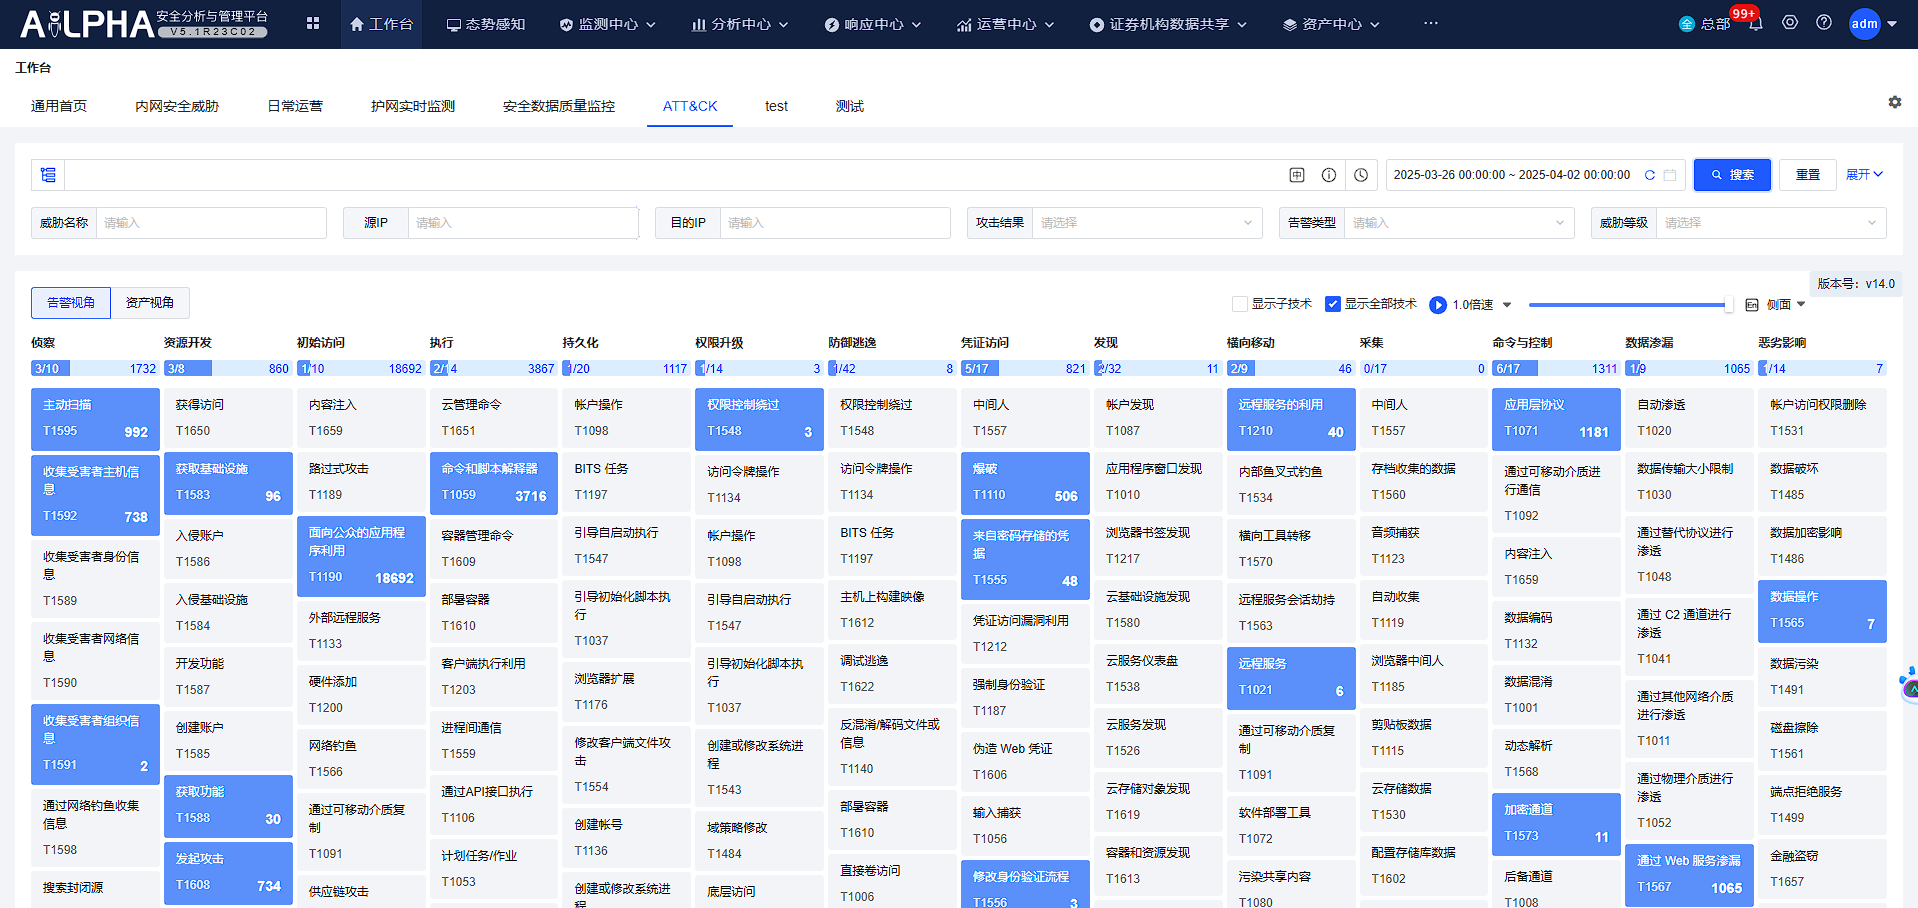 AiLPHA 安全分析与管理平台
V5.1R23C02
工作台 态势感知 监测中心 分析中心 响应中心 运营中心 证券机构数据共享 资产中心 ··· 全 总部 99+ adm
工作台
通用首页 内网安全威胁 日常运营 护网实时监测 安全数据质量监控 ATT&CK test 测试
中 2025-03-26 00:00:00 ~ 2025-04-02 00:00:00 搜索 重置 展开
威胁名称 请输入 源IP 请输入 目的IP 请输入 攻击结果 请选择 告警类型 请输入 威胁等级 请选择
版本号：v14.0
告警视角 资产视角 显示子技术 显示全部技术 1.0倍速 En 侧面
侦察
3/10 1732
主动扫描
T1595 992
收集受害者主机信
息
T1592 738
收集受害者身份信
息
T1589
收集受害者网络信
息
T1590
收集受害者组织信
息
T1591 2
通过网络钓鱼收集
信息
T1598
搜索封闭源
资源开发
3/8 860
获得访问
T1650
获取基础设施
T1583 96
入侵账户
T1586
入侵基础设施
T1584
开发功能
T1587
创建账户
T1585
获取功能
T1588 30
发起攻击
T1608 734
初始访问
1/10 18692
内容注入
T1659
路过式攻击
T1189
面向公众的应用程
序利用
T1190 18692
外部远程服务
T1133
硬件添加
T1200
网络钓鱼
T1566
通过可移动介质复
制
T1091
供应链攻击
执行
2/14 3867
云管理命令
T1651
命令和脚本解释器
T1059 3716
容器管理命令
T1609
部署容器
T1610
客户端执行利用
T1203
进程间通信
T1559
通过API接口执行
T1106
计划任务/作业
T1053
持久化
1/20 1117
帐户操作
T1098
BITS 任务
T1197
引导自启动执行
T1547
引导初始化脚本执
行
T1037
浏览器扩展
T1176
修改客户端文件攻
击
T1554
创建帐号
T1136
创建或修改系统进
程
权限升级
1/14 3
权限控制绕过
T1548 3
访问令牌操作
T1134
帐户操作
T1098
引导自启动执行
T1547
引导初始化脚本执
行
T1037
创建或修改系统进
程
T1543
域策略修改
T1484
底层访问
防御逃逸
1/42 8
权限控制绕过
T1548
访问令牌操作
T1134
BITS 任务
T1197
主机上构建映像
T1612
调试逃逸
T1622
反混淆/解码文件或
信息
T1140
部署容器
T1610
直接卷访问
T1006
凭证访问
5/17 821
中间人
T1557
爆破
T1110 506
来自密码存储的凭
据
T1555 48
凭证访问漏洞利用
T1212
强制身份验证
T1187
伪造 Web 凭证
T1606
输入捕获
T1056
修改身份验证流程
T1556 3
发现
2/32 11
帐户发现
T1087
应用程序窗口发现
T1010
浏览器书签发现
T1217
云基础设施发现
T1580
云服务仪表盘
T1538
云服务发现
T1526
云存储对象发现
T1619
容器和资源发现
T1613
横向移动
2/9 46
远程服务的利用
T1210 40
内部鱼叉式钓鱼
T1534
横向工具转移
T1570
远程服务会话劫持
T1563
远程服务
T1021 6
通过可移动介质复
制
T1091
软件部署工具
T1072
污染共享内容
T1080
采集
0/17 0
中间人
T1557
存档收集的数据
T1560
音频捕获
T1123
自动收集
T1119
浏览器中间人
T1185
剪贴板数据
T1115
云存储数据
T1530
配置存储库数据
T1602
命令与控制
6/17 1311
应用层协议
T1071 1181
通过可移动介质进
行通信
T1092
内容注入
T1659
数据编码
T1132
数据混淆
T1001
动态解析
T1568
加密通道
T1573 11
后备通道
T1008
数据渗漏
1/9 1065
自动渗透
T1020
数据传输大小限制
T1030
通过替代协议进行
渗透
T1048
通过 C2 通道进行
渗透
T1041
通过其他网络介质
进行渗透
T1011
通过物理介质进行
渗透
T1052
通过 Web 服务渗漏
T1567 1065
恶劣影响
1/14 7
帐户访问权限删除
T1531
数据破坏
T1485
数据加密影响
T1486
数据操作
T1565 7
数据污染
T1491
磁盘擦除
T1561
端点拒绝服务
T1499
金融盗窃
T1657